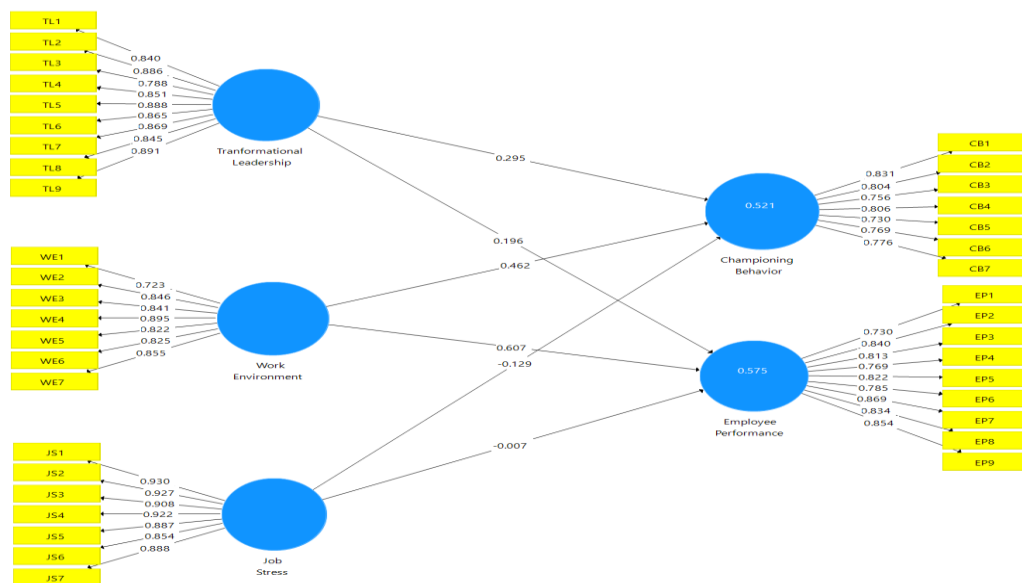 TL1
TL2
TL3
TL4
TL5
TL6
TL7
TL8
TL9
0.840
0.886
0.788
0.851
0.888
0.865
0.869
0.845
0.891
Tranformational
Leadership
WE1
WE2
WE3
WE4
WE5
WE6
WE7
0.723
0.846
0.841
0.895
0.822
0.825
0.855
Work
Environment
JS1
JS2
JS3
JS4
JS5
JS6
JS7
0.930
0.927
0.908
0.922
0.887
0.854
0.888
Job
Stress
0.295
0.196
0.462
0.607
-0.129
-0.007
0.521
Championing
Behavior
0.831
0.804
0.756
0.806
0.730
0.769
0.776
CB1
CB2
CB3
CB4
CB5
CB6
CB7
0.575
Employee
Performance
0.730
0.840
0.813
0.769
0.822
0.785
0.869
0.834
0.854
EP1
EP2
EP3
EP4
EP5
EP6
EP7
EP8
EP9